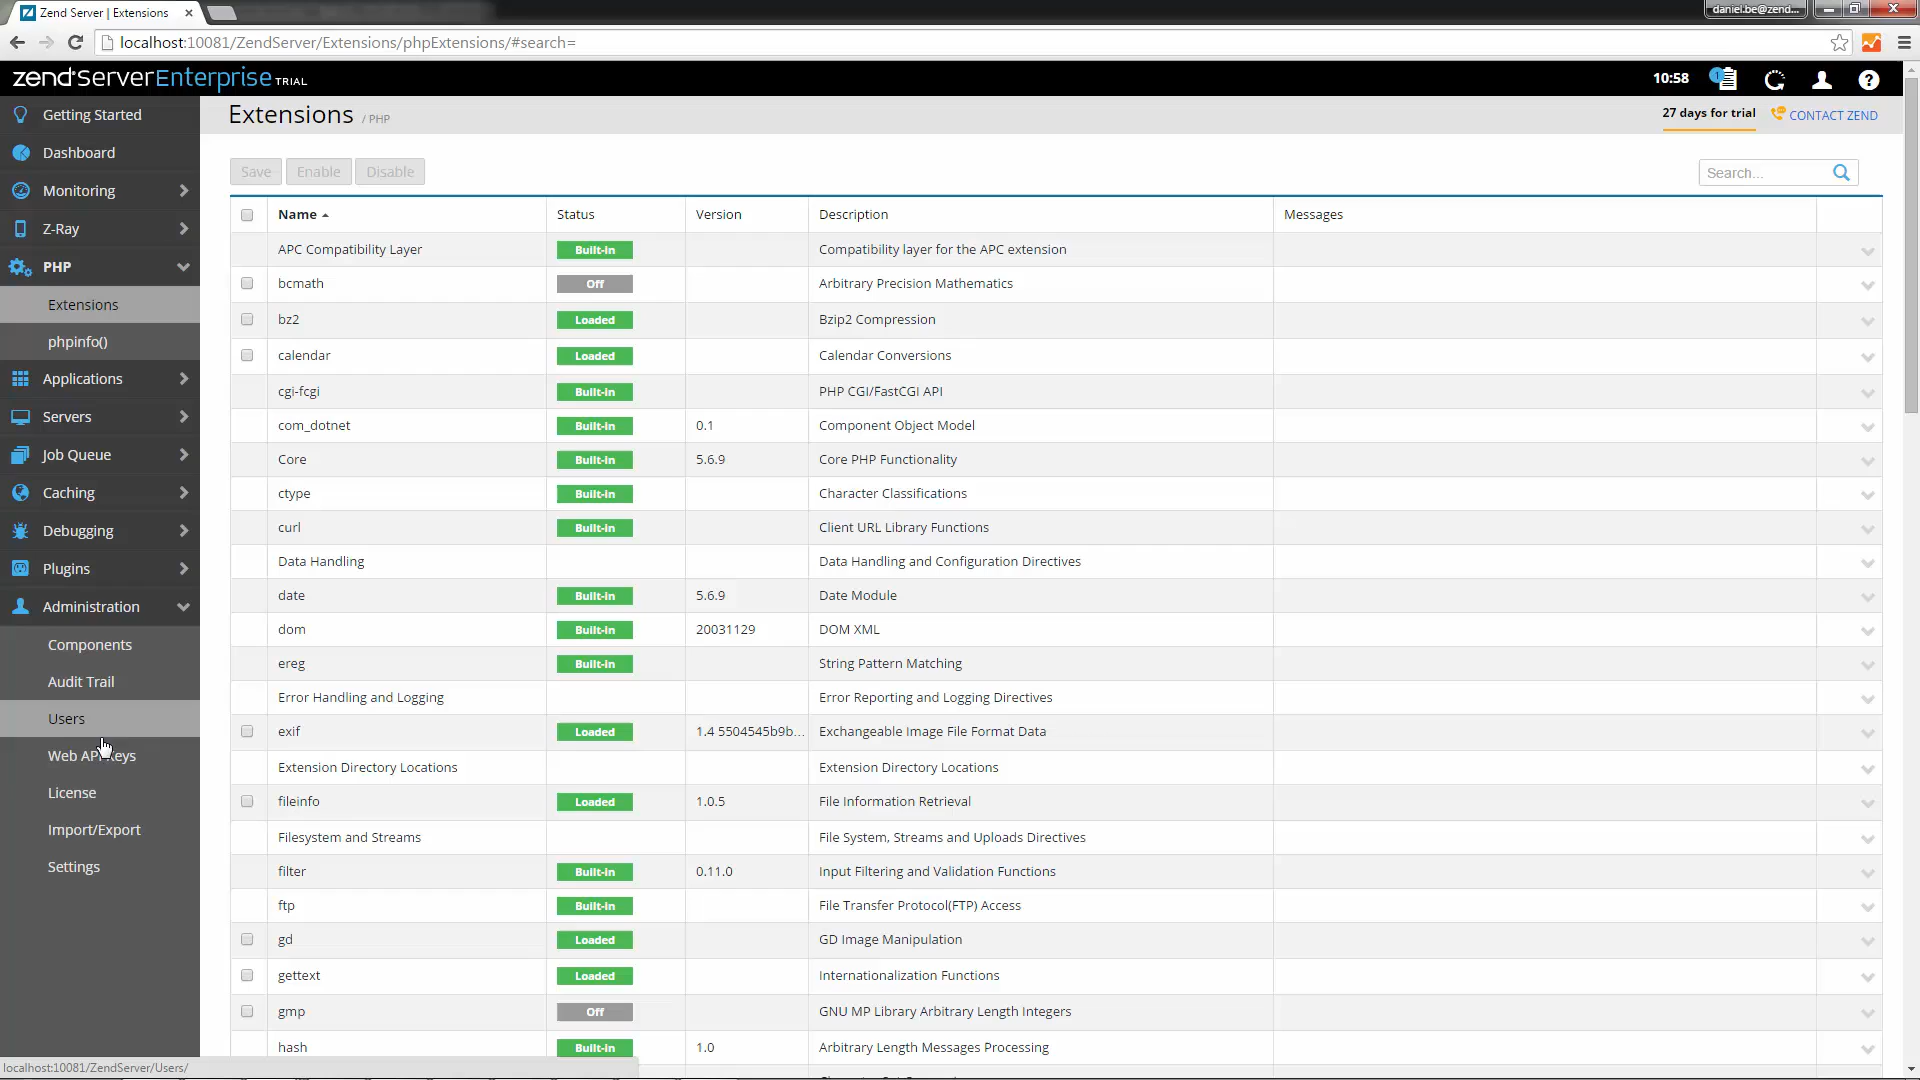 Zend Server | Extensions
daniel.be@zend...
localhost:10081/ZendServer/Extensions/phpExtensions/#search=
zend Server Enterprise TRIAL
10:58
1
Getting Started
Dashboard
Monitoring
Z-Ray
PHP
Extensions
phpinfo()
Applications
Servers
Job Queue
Caching
Debugging
Plugins
Administration
Components
Audit Trail
Users
Web API Keys
License
Import/Export
Settings
Extensions / PHP
27 days for trial
CONTACT ZEND
Save Enable Disable
Search...
Name Status Version Description Messages
APC Compatibility Layer Built-in Compatibility layer for the APC extension
bcmath Off Arbitrary Precision Mathematics
bz2 Loaded Bzip2 Compression
calendar Loaded Calendar Conversions
cgi-fcgi Built-in PHP CGI/FastCGI API
com_dotnet Built-in 0.1 Component Object Model
Core Built-in 5.6.9 Core PHP Functionality
ctype Built-in Character Classifications
curl Built-in Client URL Library Functions
Data Handling Data Handling and Configuration Directives
date Built-in 5.6.9 Date Module
dom Built-in 20031129 DOM XML
ereg Built-in String Pattern Matching
Error Handling and Logging Error Reporting and Logging Directives
exif Loaded 1.4 5504545b9b... Exchangeable Image File Format Data
Extension Directory Locations Extension Directory Locations
fileinfo Loaded 1.0.5 File Information Retrieval
Filesystem and Streams File System, Streams and Uploads Directives
filter Built-in 0.11.0 Input Filtering and Validation Functions
ftp Built-in File Transfer Protocol(FTP) Access
gd Loaded GD Image Manipulation
gettext Loaded Internationalization Functions
gmp Off GNU MP Library Arbitrary Length Integers
hash Built-in 1.0 Arbitrary Length Messages Processing
localhost:10081/ZendServer/Users/